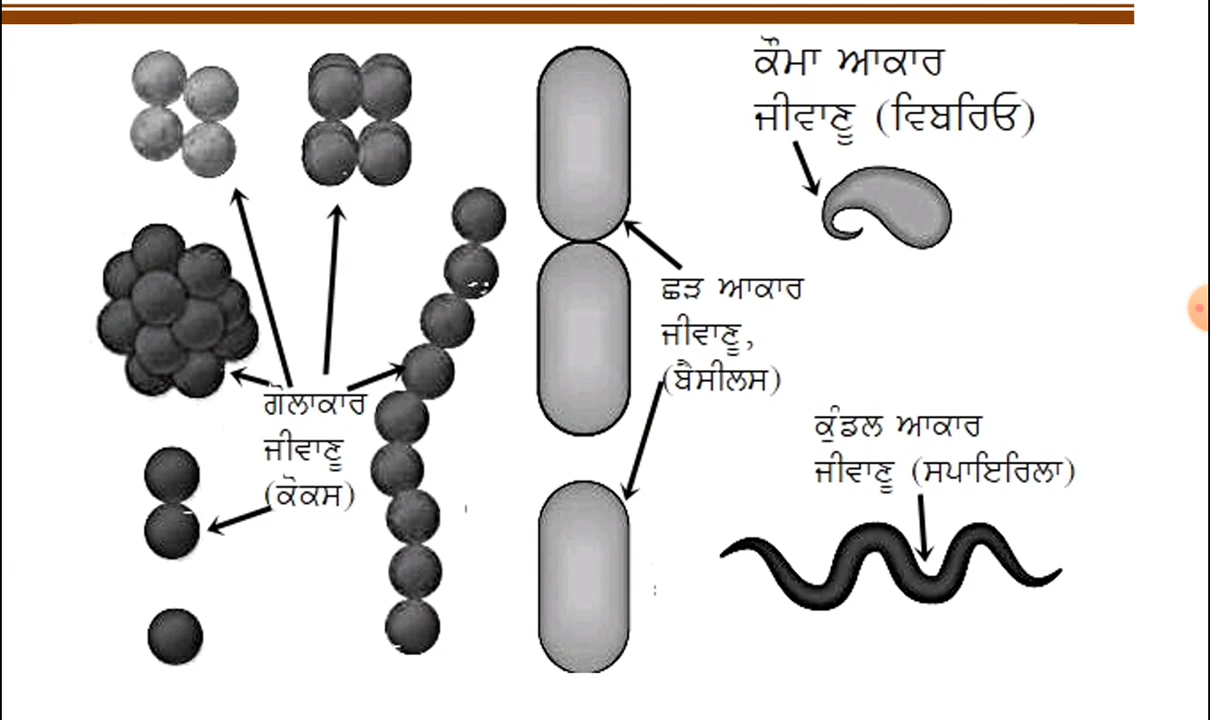 ਕੌਮਾ ਆਕਾਰ
ਜੀਵਾਣੂ (ਵਿਬਰਿਓ)
ਛੜ ਆਕਾਰ
ਜੀਵਾਣੂ,
(ਬੈਸੀਲਸ)
ਗੋਲਾਕਾਰ
ਜੀਵਾਣੂ
(ਕੋਕਸ)
ਕੁੰਡਲ ਆਕਾਰ
ਜੀਵਾਣੂ (ਸਪਾਇਰਿਲਾ)